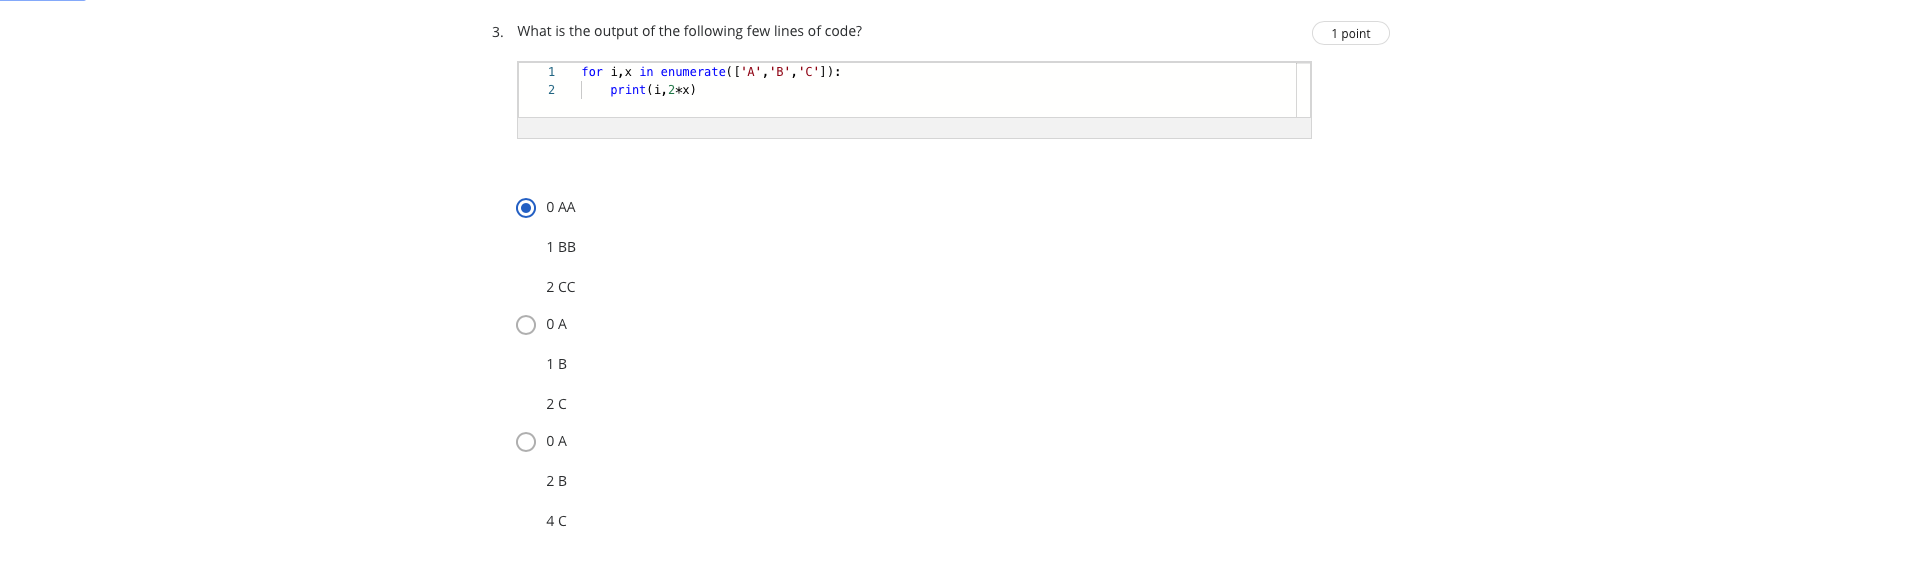 3. What is the output of the following few lines of code?
1 point
1 for i,x in enumerate(['A','B','C']):
2 print(i,2*x)
0 AA
1 BB
2 CC
0 A
1 B
2 C
0 A
2 B
4 C